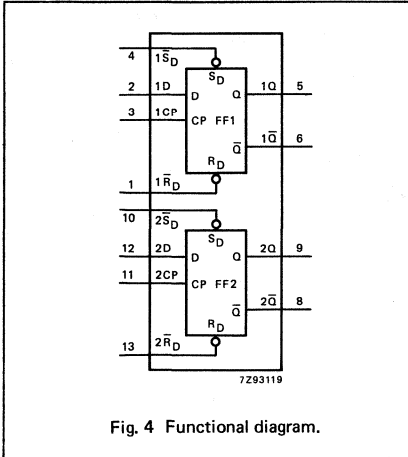 4 1S̅D
SD
2 1D D Q 1Q 5
3 1CP CP FF1
Q̅ 1Q̅ 6
RD
1 1R̅D
10 2S̅D
SD
12 2D D Q 2Q 9
11 2CP CP FF2
Q̅ 2Q̅ 8
RD
13 2R̅D
7Z93119
Fig. 4 Functional diagram.